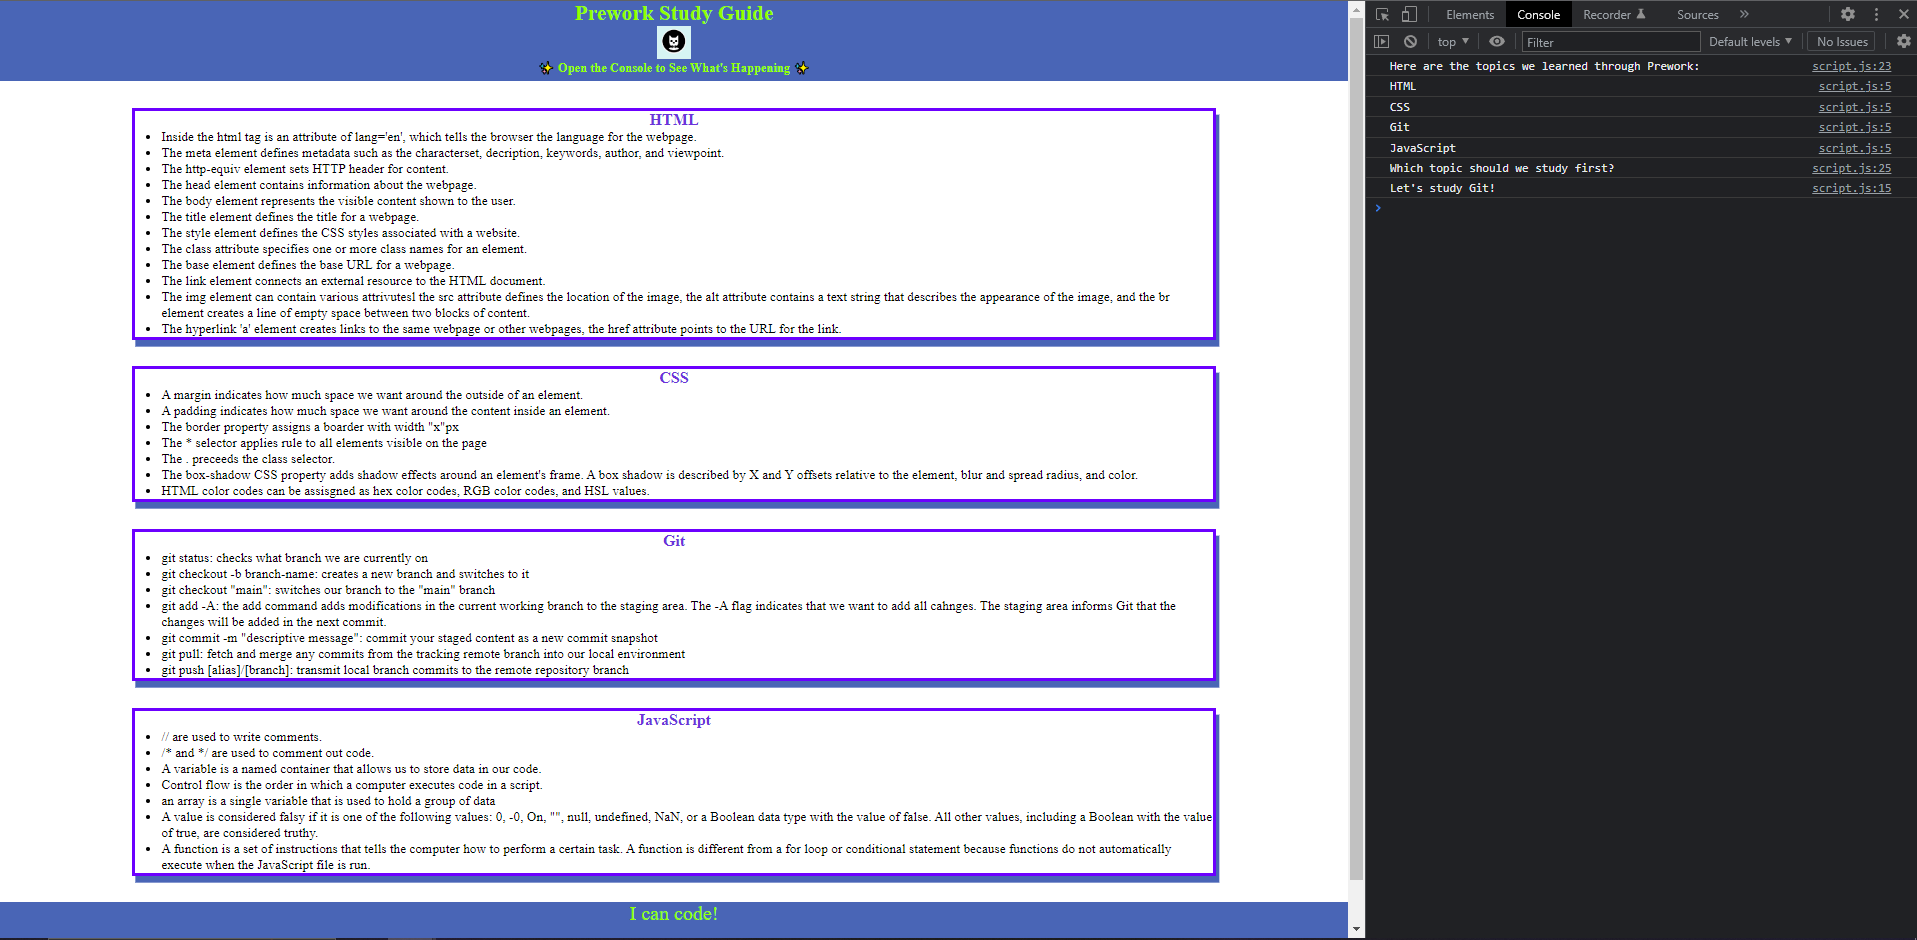 Prework Study Guide
✨ Open the Console to See What's Happening ✨
HTML
• Inside the html tag is an attribute of lang='en', which tells the browser the language for the webpage.
• The meta element defines metadata such as the characterset, decription, keywords, author, and viewpoint.
• The http-equiv element sets HTTP header for content.
• The head element contains information about the webpage.
• The body element represents the visible content shown to the user.
• The title element defines the title for a webpage.
• The style element defines the CSS styles associated with a website.
• The class attribute specifies one or more class names for an element.
• The base element defines the base URL for a webpage.
• The link element connects an external resource to the HTML document.
• The img element can contain various attrivutesl the src attribute defines the location of the image, the alt attribute contains a text string that describes the appearance of the image, and the br
element creates a line of empty space between two blocks of content.
• The hyperlink 'a' element creates links to the same webpage or other webpages, the href attribute points to the URL for the link.
CSS
• A margin indicates how much space we want around the outside of an element.
• A padding indicates how much space we want around the content inside an element.
• The border property assigns a boarder with width "x"px
• The * selector applies rule to all elements visible on the page
• The . preceeds the class selector.
• The box-shadow CSS property adds shadow effects around an element's frame. A box shadow is described by X and Y offsets relative to the element, blur and spread radius, and color.
• HTML color codes can be assisgned as hex color codes, RGB color codes, and HSL values.
Git
• git status: checks what branch we are currently on
• git checkout -b branch-name: creates a new branch and switches to it
• git checkout "main": switches our branch to the "main" branch
• git add -A: the add command adds modifications in the current working branch to the staging area. The -A flag indicates that we want to add all cahnges. The staging area informs Git that the
changes will be added in the next commit.
• git commit -m "descriptive message": commit your staged content as a new commit snapshot
• git pull: fetch and merge any commits from the tracking remote branch into our local environment
• git push [alias]/[branch]: transmit local branch commits to the remote repository branch
JavaScript
• // are used to write comments.
• /* and */ are used to comment out code.
• A variable is a named container that allows us to store data in our code.
• Control flow is the order in which a computer executes code in a script.
• an array is a single variable that is used to hold a group of data
• A value is considered falsy if it is one of the following values: 0, -0, On, "", null, undefined, NaN, or a Boolean data type with the value of false. All other values, including a Boolean with the value
of true, are considered truthy.
• A function is a set of instructions that tells the computer how to perform a certain task. A function is different from a for loop or conditional statement because functions do not automatically
execute when the JavaScript file is run.
I can code!
Elements Console Recorder Sources »
top Filter Default levels No Issues
Here are the topics we learned through Prework: script.js:23
HTML script.js:5
CSS script.js:5
Git script.js:5
JavaScript script.js:5
Which topic should we study first? script.js:25
Let's study Git! script.js:15
›